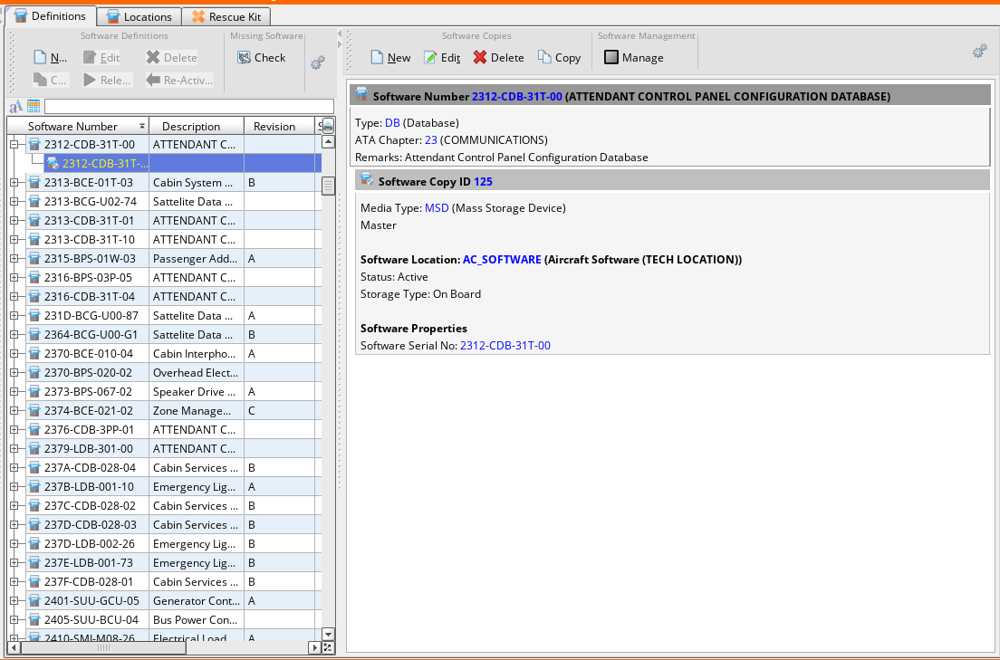 Definitions Locations Rescue Kit
Software Definitions Missing Software
N... Edit Delete Check
C... Rele... Re-Activ...
Software Number Description Revision S
2312-CDB-31T-00 ATTENDANT C...
2312-CDB-31T-...
2313-BCE-01T-03 Cabin System ... B
2313-BCG-U02-74 Sattelite Data ...
2313-CDB-31T-01 ATTENDANT C...
2313-CDB-31T-10 ATTENDANT C...
2315-BPS-01W-03 Passenger Add... A
2316-BPS-03P-05 ATTENDANT C...
2316-CDB-31T-04 ATTENDANT C...
231D-BCG-U00-87 Sattelite Data ... A
2364-BCG-U00-G1 Sattelite Data ... B
2370-BCE-010-04 Cabin Interpho... A
2370-BPS-020-02 Overhead Elect...
2373-BPS-067-02 Speaker Drive ... A
2374-BCE-021-02 Zone Manage... C
2376-CDB-3PP-01 ATTENDANT C...
2379-LDB-301-00 ATTENDANT C...
237A-CDB-028-04 Cabin Services ... B
237B-LDB-001-10 Emergency Lig... A
237C-CDB-028-02 Cabin Services ... B
237D-CDB-028-03 Cabin Services ... B
237D-LDB-002-26 Emergency Lig... B
237E-LDB-001-73 Emergency Lig... B
237F-CDB-028-01 Cabin Services ... B
2401-SUU-GCU-05 Generator Cont... A
2405-SUU-BCU-04 Bus Power Con...
2410-SMI-M08-26 Electrical Load A
Software Copies Software Management
New Edit Delete Copy Manage
Software Number 2312-CDB-31T-00 (ATTENDANT CONTROL PANEL CONFIGURATION DATABASE)
Type: DB (Database)
ATA Chapter: 23 (COMMUNICATIONS)
Remarks: Attendant Control Panel Configuration Database
Software Copy ID 125
Media Type: MSD (Mass Storage Device)
Master
Software Location: AC_SOFTWARE (Aircraft Software (TECH LOCATION))
Status: Active
Storage Type: On Board
Software Properties
Software Serial No: 2312-CDB-31T-00